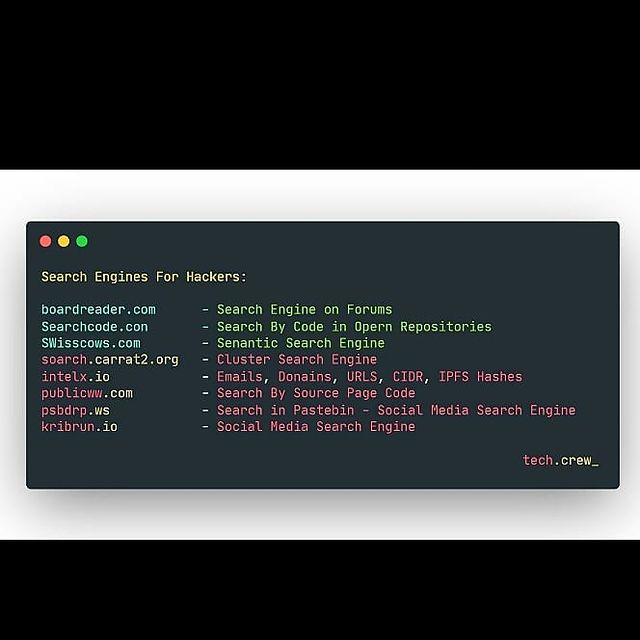 Search Engines For Hackers:
boardreader.com - Search Engine on Forums
Searchcode.con - Search By Code in Opern Repositories
SWisscows.com - Senantic Search Engine
soarch.carrat2.org - Cluster Search Engine
intelx.io - Emails, Donains, URLS, CIDR, IPFS Hashes
publicww.com - Search By Source Page Code
psbdrp.ws - Search in Pastebin - Social Media Search Engine
kribrun.io - Social Media Search Engine
tech.crew_